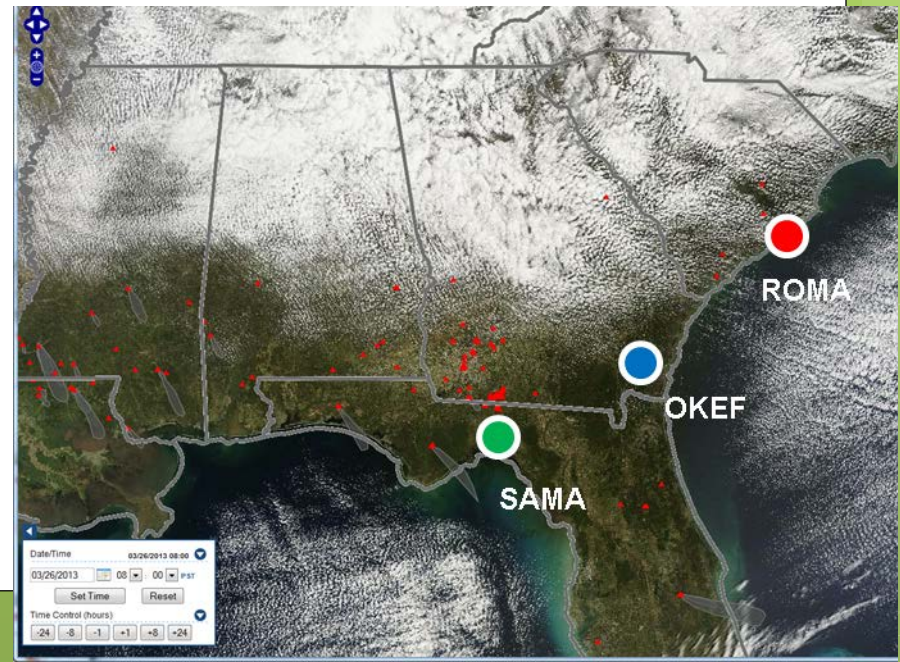 ROMA
OKEF
SAMA
Date/Time 03/26/2013 08:00
03/26/2013 08 : 00 PST
Set Time Reset
Time Control (hours)
-24 -8 -1 +1 +8 +24